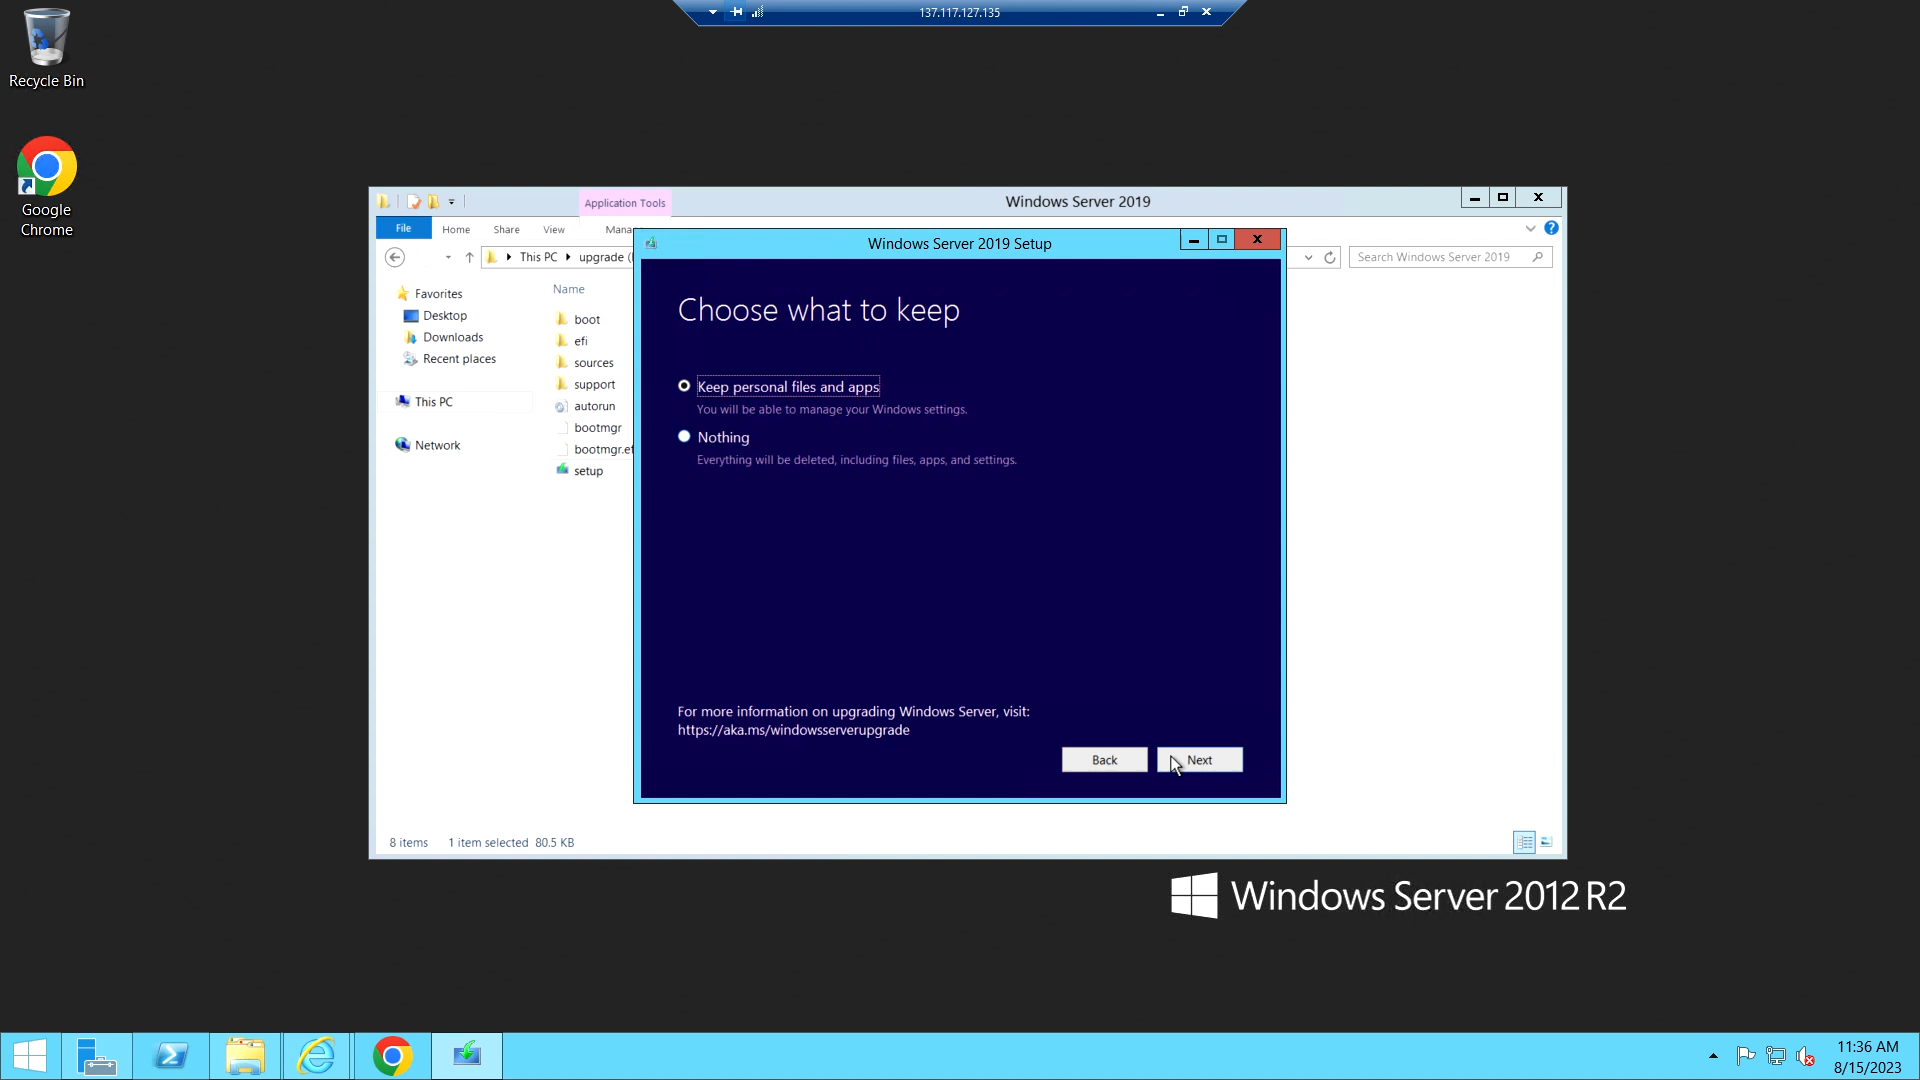 137.117.127.135
Recycle Bin
Google
Chrome
Application Tools
Windows Server 2019
File
Home
Share
View
Mana
This PC
upgrade (
Search Windows Server 2019
Favorites
Desktop
Downloads
Recent places
This PC
Network
Name
boot
efi
sources
support
autorun
bootmgr
bootmgr.ef
setup
8 items
1 item selected 80.5 KB
Windows Server 2019 Setup
Choose what to keep
Keep personal files and apps
You will be able to manage your Windows settings.
Nothing
Everything will be deleted, including files, apps, and settings.
For more information on upgrading Windows Server, visit:
https://aka.ms/windowsserverupgrade
Back
Next
Windows Server 2012 R2
11:36 AM
8/15/2023